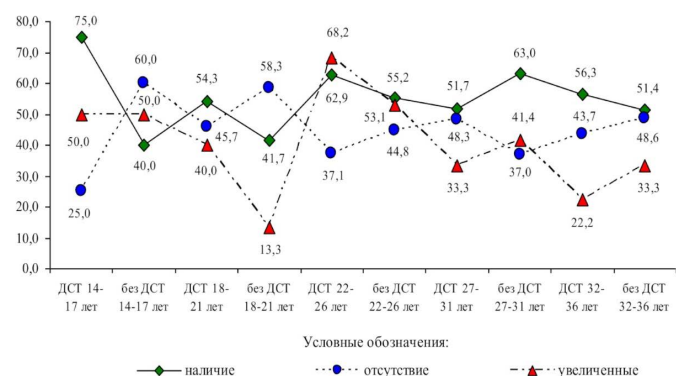 80,0
70,0
60,0
50,0
40,0
30,0
20,0
10,0
0,0
75,0
50,0
25,0
60,0
50,0
40,0
54,3
45,7
40,0
58,3
41,7
13,3
68,2
62,9
37,1
55,2
53,1
44,8
51,7
48,3
33,3
63,0
41,4
37,0
56,3
43,7
22,2
51,4
48,6
33,3
ДСТ 14-
17 лет
без ДСТ
14-17 лет
ДСТ 18-
21 лет
без ДСТ
18-21 лет
ДСТ 22-
26 лет
без ДСТ
22-26 лет
ДСТ 27-
31 лет
без ДСТ
27-31 лет
ДСТ 32-
36 лет
без ДСТ
32-36 лет
Условные обозначения:
наличие
отсутствие
увеличенные